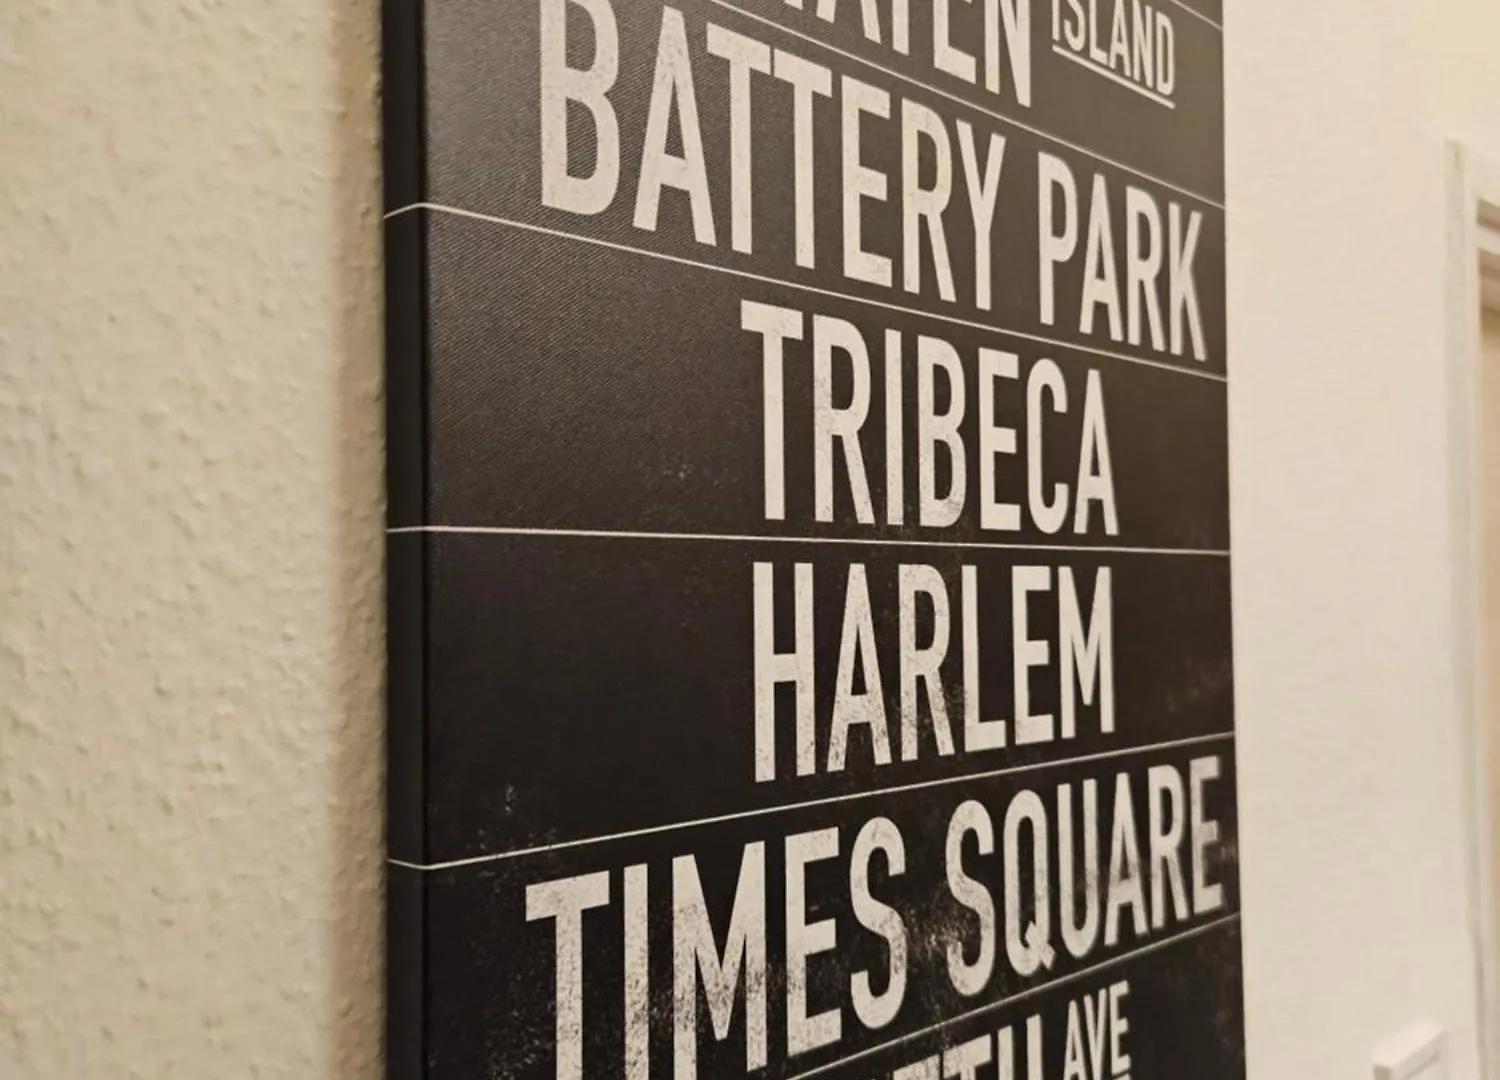 ISLAND
BATTERY PARK
TRIBECA
HARLEM
TIMES SQUARE
AVE